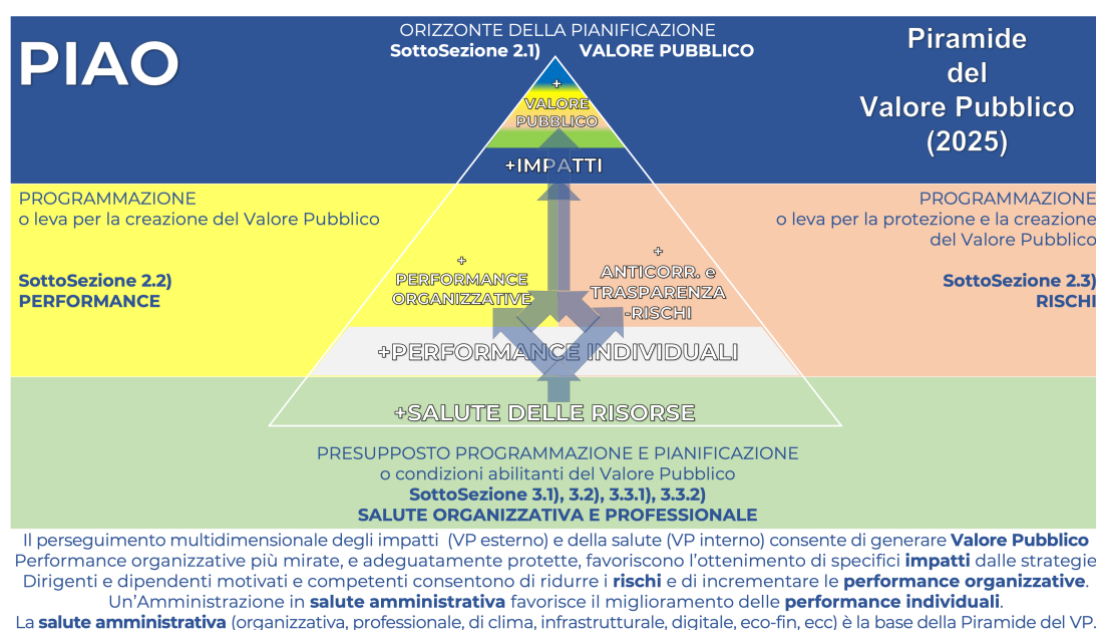 PIAO
ORIZZONTE DELLA PIANIFICAZIONE
SottoSezione 2.1) VALORE PUBBLICO
Piramide
del
Valore Pubblico
(2025)
+
VALORE
PUBBLICO
+IMPATTI
PROGRAMMAZIONE
o leva per la creazione del Valore Pubblico
SottoSezione 2.2)
PERFORMANCE
PROGRAMMAZIONE
o leva per la protezione e la creazione
del Valore Pubblico
SottoSezione 2.3)
RISCHI
+
PERFORMANCE
ORGANIZZATIVE
+
ANTICORR. e
TRASPARENZA
-RISCHI
+PERFORMANCE INDIVIDUALI
+SALUTE DELLE RISORSE
PRESUPPOSTO PROGRAMMAZIONE E PIANIFICAZIONE
o condizioni abilitanti del Valore Pubblico
SottoSezione 3.1), 3.2), 3.3.1), 3.3.2)
SALUTE ORGANIZZATIVA E PROFESSIONALE
Il perseguimento multidimensionale degli impatti (VP esterno) e della salute (VP interno) consente di generare Valore Pubblico
Performance organizzative più mirate, e adeguatamente protette, favoriscono l'ottenimento di specifici impatti dalle strategie
Dirigenti e dipendenti motivati e competenti consentono di ridurre i rischi e di incrementare le performance organizzative.
Un'Amministrazione in salute amministrativa favorisce il miglioramento delle performance individuali.
La salute amministrativa (organizzativa, professionale, di clima, infrastrutturale, digitale, eco-fin, ecc) è la base della Piramide del VP.